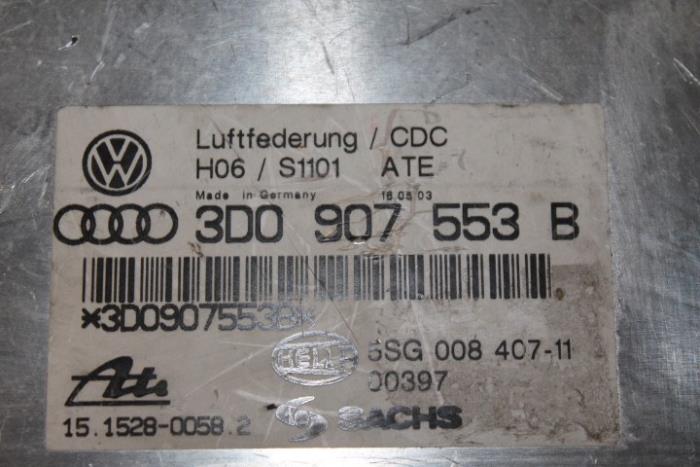 Luftfederung / CDC
H06 / S1101 ATE
Made in Germany 16.05.03
3D0 907 553 B
*3D0907553B*
HELLA 5SG 008 407-11
00397
Ate
15.1528-0058.2 SACHS